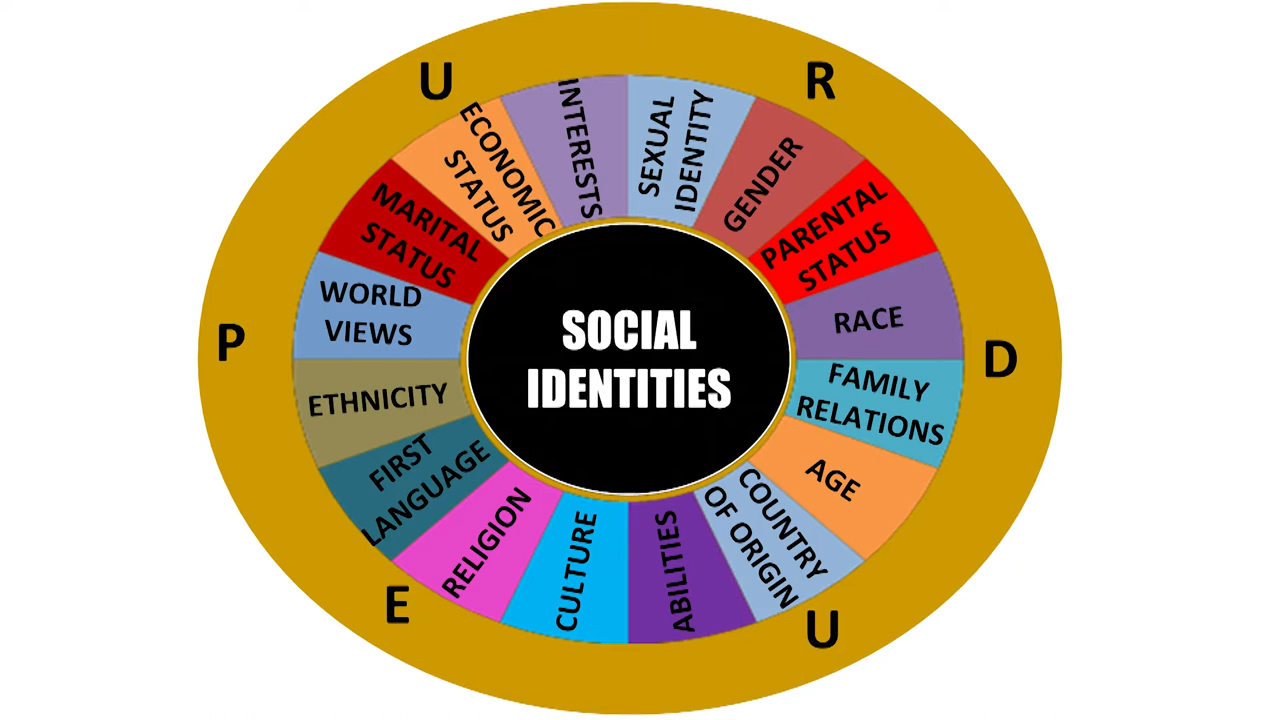 P
U
R
D
U
E
SOCIAL
IDENTITIES
SEXUAL
IDENTITY
GENDER
PARENTAL
STATUS
RACE
FAMILY
RELATIONS
AGE
COUNTRY
OF ORIGIN
ABILITIES
CULTURE
RELIGION
FIRST
LANGUAGE
ETHNICITY
WORLD
VIEWS
MARITAL
STATUS
ECONOMIC
STATUS
INTERESTS